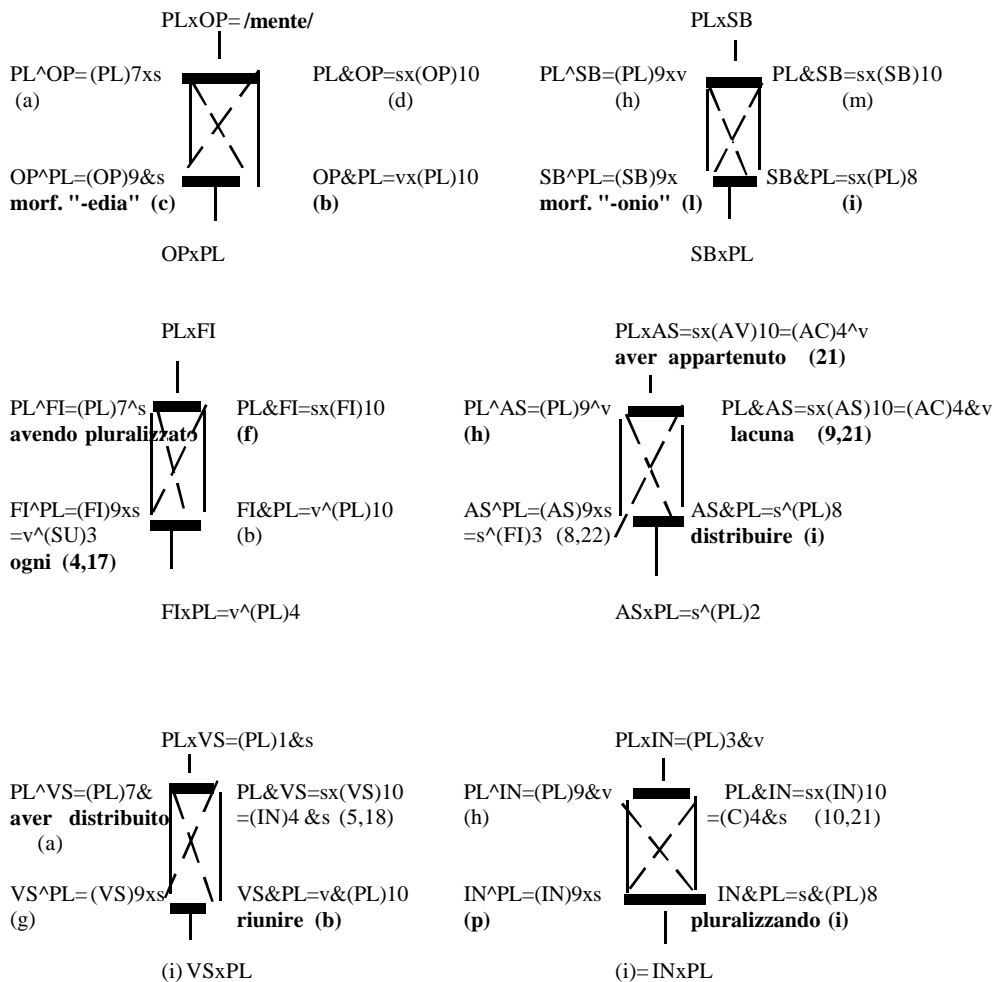 PLxOP= /mente/
PL^OP=(PL)7xs
(a)
PL&OP=sx(OP)10
(d)
OP^PL=(OP)9&s
morf. "-edia" (c)
OP&PL=vx(PL)10
(b)
OPxPL
PLxSB
PL^SB=(PL)9xv
(h)
PL&SB=sx(SB)10
(m)
SB^PL=(SB)9x
morf. "-onio" (l)
SB&PL=sx(PL)8
(i)
SBxPL
PLxFI
PL^FI=(PL)7^s
avendo pluralizzato
PL&FI=sx(FI)10
(f)
FI^PL=(FI)9xs
=v^(SU)3
ogni (4,17)
FI&PL=v^(PL)10
(b)
FIxPL=v^(PL)4
PLxAS=sx(AV)10=(AC)4^v
aver appartenuto (21)
PL^AS=(PL)9^v
(h)
PL&AS=sx(AS)10=(AC)4&v
lacuna (9,21)
AS^PL=(AS)9xs
=s^(FI)3 (8,22)
AS&PL=s^(PL)8
distribuire (i)
ASxPL=s^(PL)2
PLxVS=(PL)1&s
PL^VS=(PL)7&
aver distribuito
(a)
PL&VS=sx(VS)10
=(IN)4 &s (5,18)
VS^PL=(VS)9xs
(g)
VS&PL=v&(PL)10
riunire (b)
(i) VSxPL
PLxIN=(PL)3&v
PL^IN=(PL)9&v
(h)
PL&IN=sx(IN)10
=(C)4&s (10,21)
IN^PL=(IN)9xs
(p)
IN&PL=s&(PL)8
pluralizzando (i)
(i)= INxPL